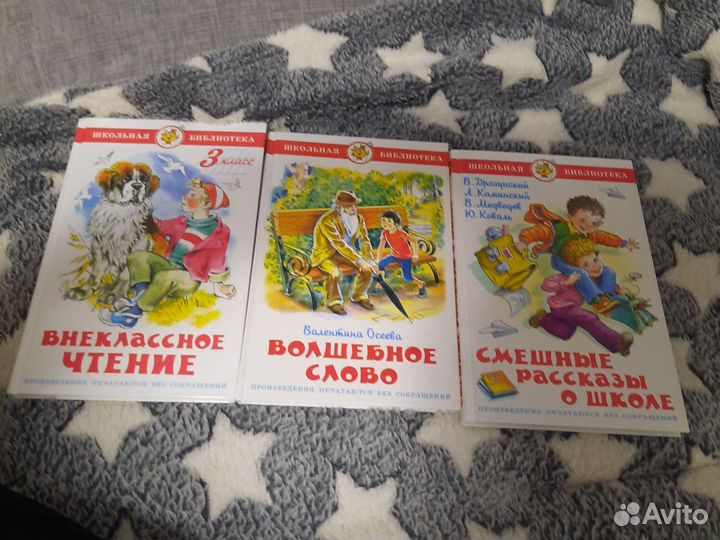 ШКОЛЬНАЯ БИБЛИОТЕКА
3 класс
ВНЕКЛАССНОЕ
ЧТЕНИЕ
ПРОИЗВЕДЕНИЯ ПЕЧАТАЮТСЯ БЕЗ СОКРАЩЕНИЙ
ШКОЛЬНАЯ БИБЛИОТЕКА
Валентина Осеева
ВОЛШЕБНОЕ
СЛОВО
ПРОИЗВЕДЕНИЯ ПЕЧАТАЮТСЯ БЕЗ СОКРАЩЕНИЙ
ШКОЛЬНАЯ БИБЛИОТЕКА
В. Драгунский
Л. Каминский
В. Медведев
Ю. Коваль
СМЕШНЫЕ
РАССКАЗЫ
О ШКОЛЕ
ПРОИЗВЕДЕНИЯ ПЕЧАТАЮТСЯ БЕЗ СОКРАЩЕНИЙ
Avito